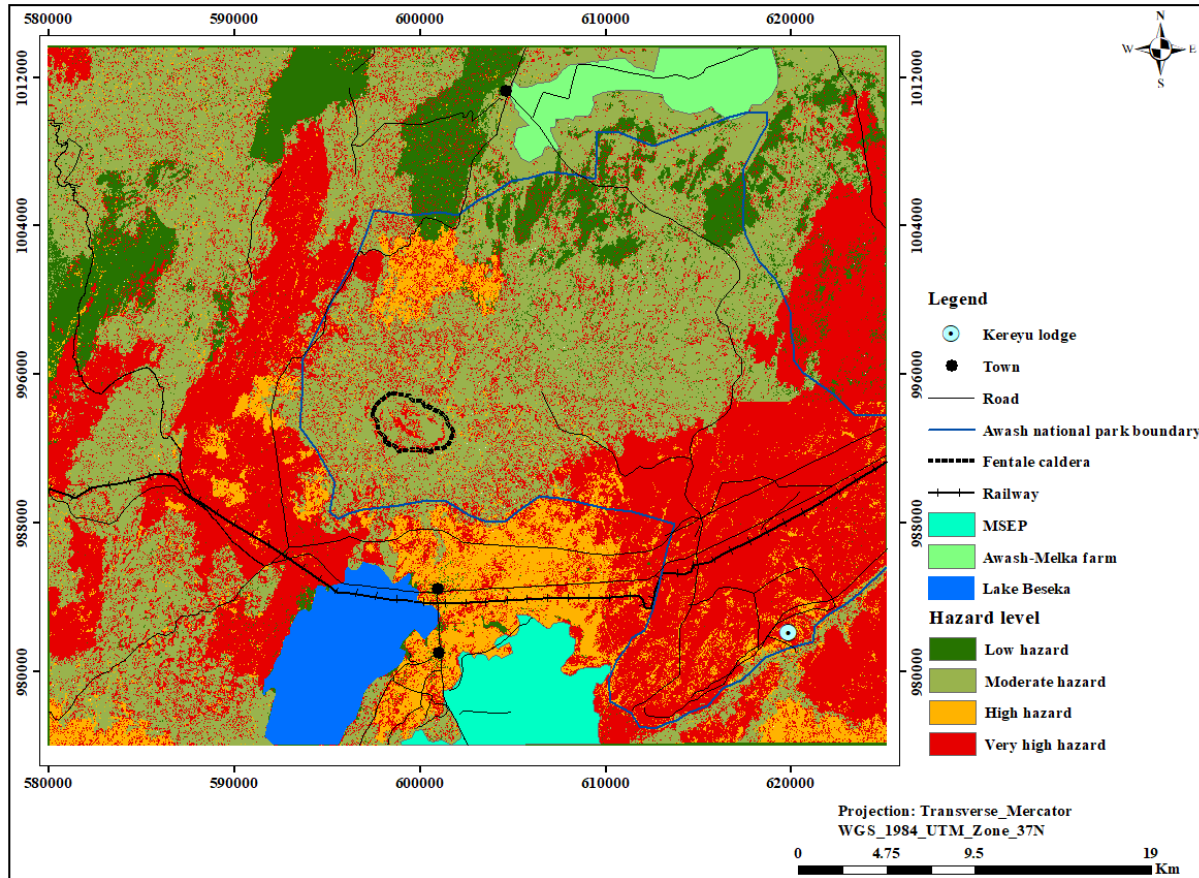 580000 590000 600000 610000 620000
N
W E
S
1012000 1012000
1004000 1004000
996000 996000
988000 988000
980000 980000
580000 590000 600000 610000 620000
Legend
Kereyu lodge
Town
Road
Awash national park boundary
Fentale caldera
Railway
MSEP
Awash-Melka farm
Lake Beseka
Hazard level
Low hazard
Moderate hazard
High hazard
Very high hazard
Projection: Transverse_Mercator
WGS_1984_UTM_Zone_37N
0 4.75 9.5 19
Km